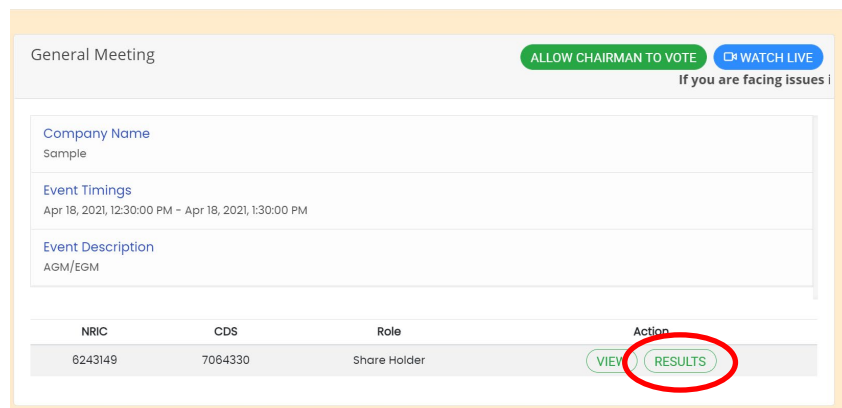 General Meeting
ALLOW CHAIRMAN TO VOTE
WATCH LIVE
If you are facing issues i
Company Name
Sample
Event Timings
Apr 18, 2021, 12:30:00 PM - Apr 18, 2021, 1:30:00 PM
Event Description
AGM/EGM
NRIC CDS Role Action
6243149 7064330 Share Holder VIEW RESULTS